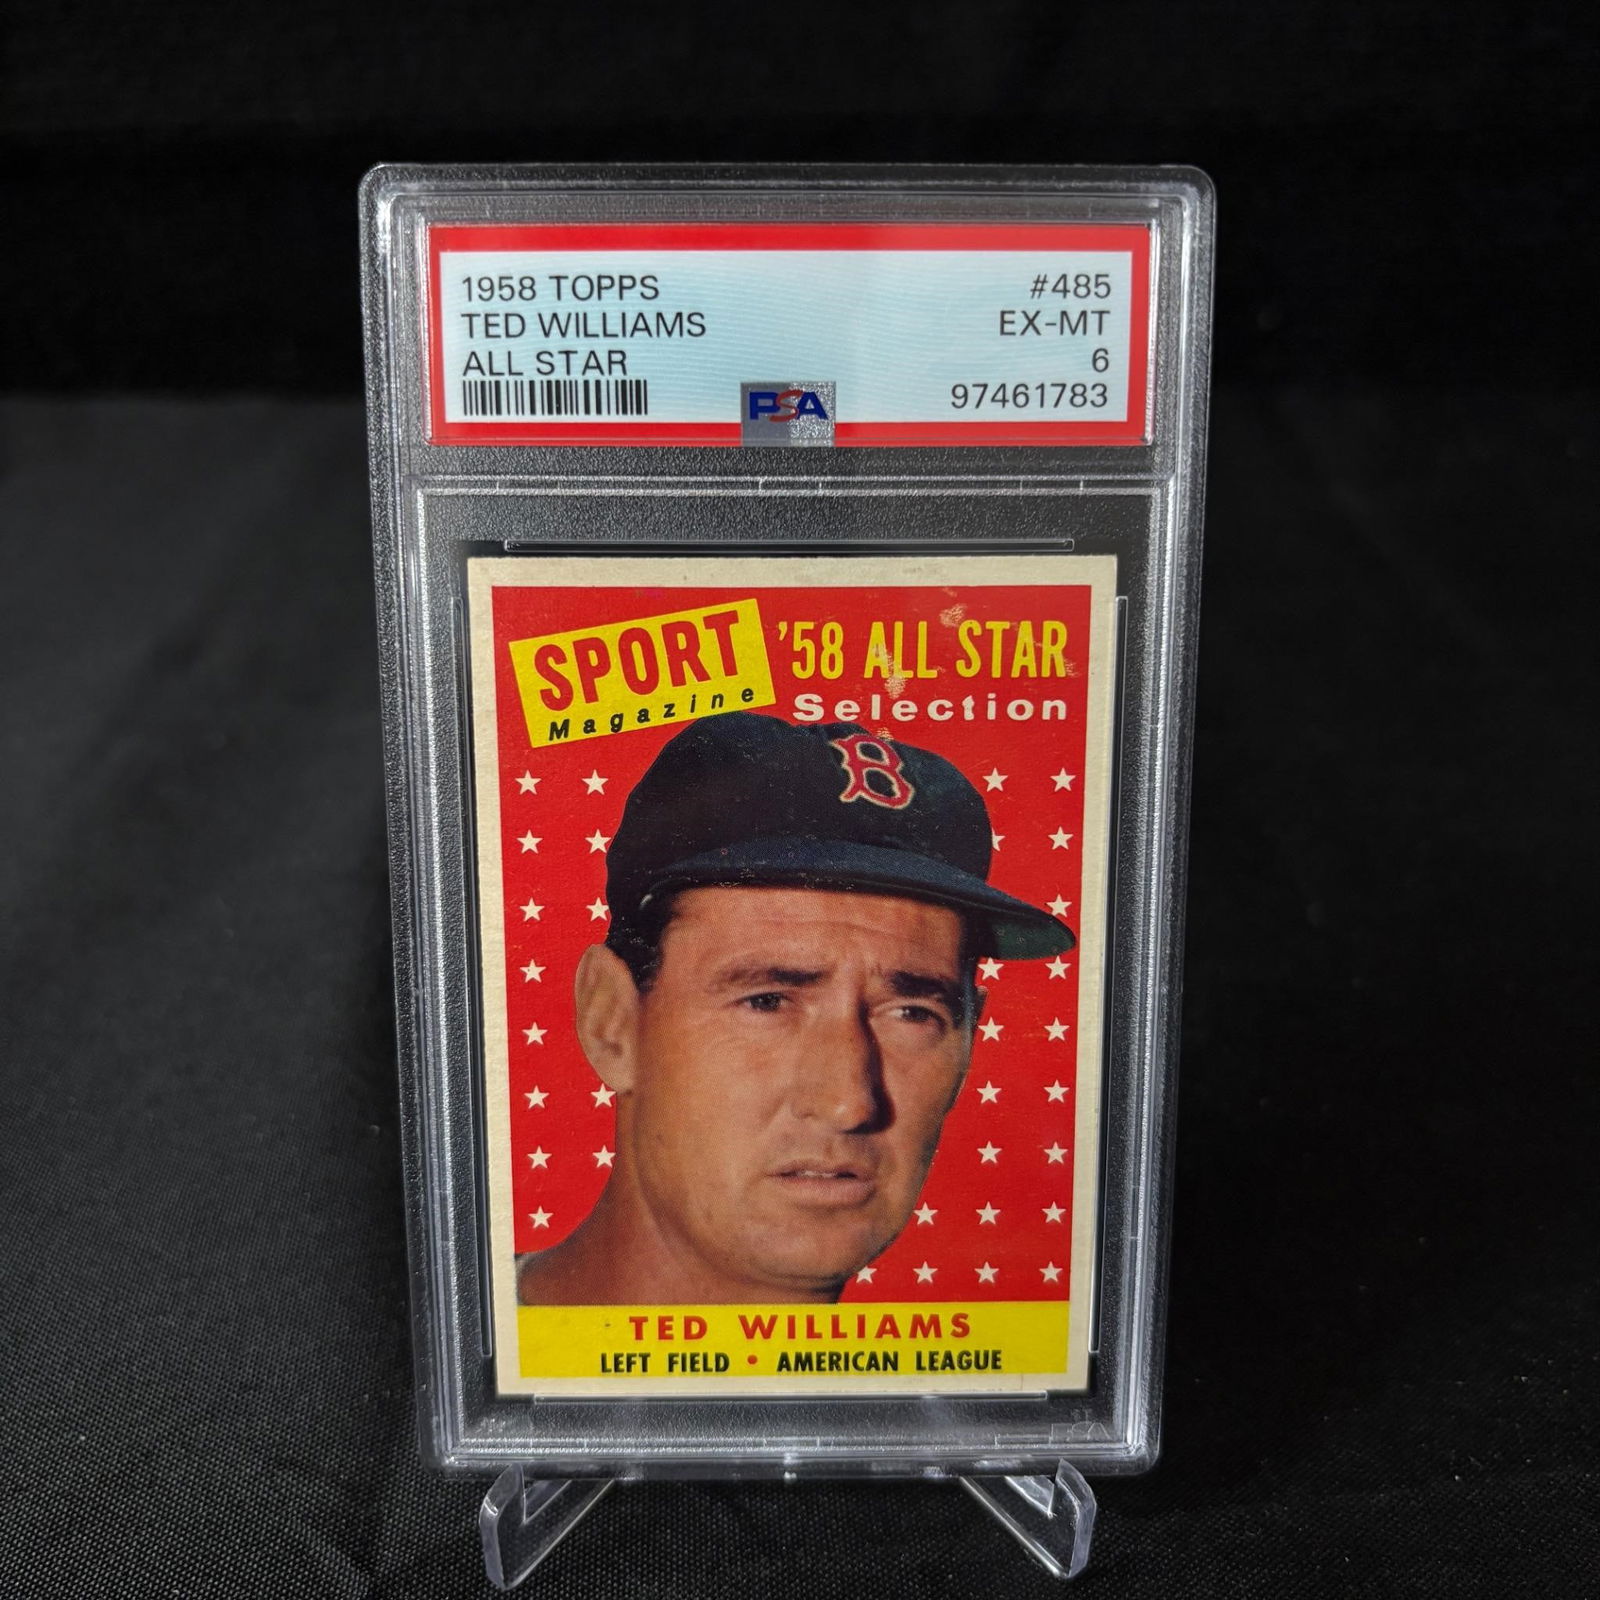 1958 TOPPS #485
TED WILLIAMS EX-MT
ALL STAR 6
97461783
PSA
SPORT
Magazine
'58 ALL STAR
Selection
B
TED WILLIAMS
LEFT FIELD • AMERICAN LEAGUE
PSA